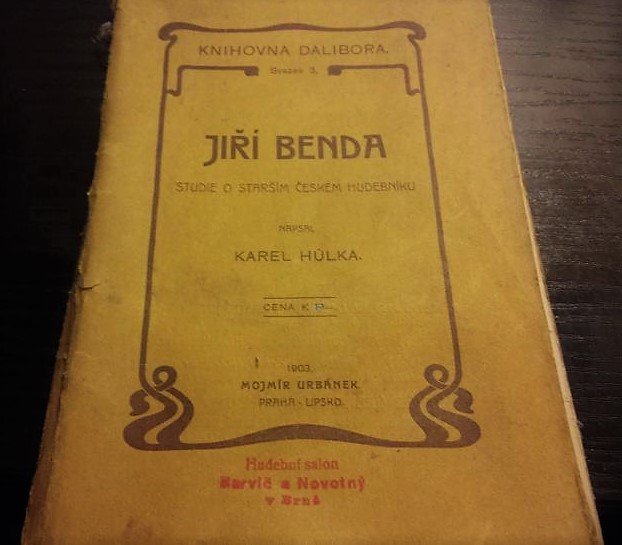 KNIHOVNA DALIBORA.
Svazek 3.
JIŘÍ BENDA
STUDIE O STARŠÍM ČESKÉM HUDEBNÍKU
NAPSAL
KAREL HŮLKA.
CENA K
1903.
MOJMÍR URBÁNEK
PRAHA - LIPSKO.
Hudební salon
Barvič a Novotný
v Brně